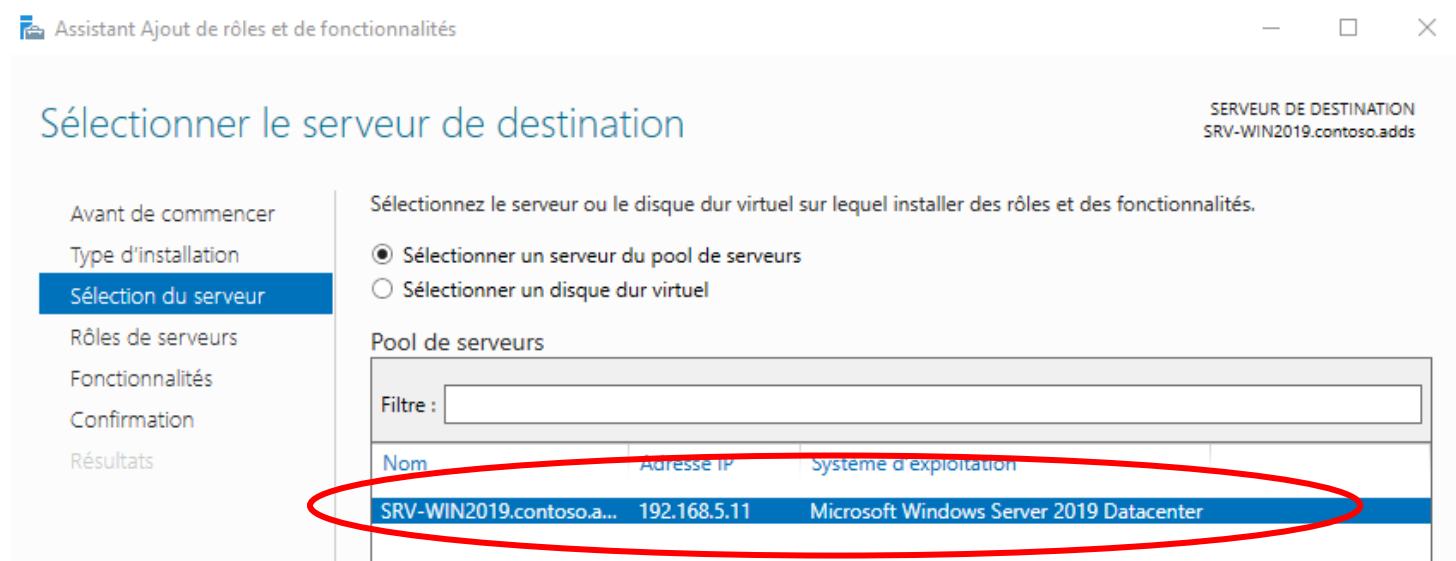 Assistant Ajout de rôles et de fonctionnalités
Sélectionner le serveur de destination
SERVEUR DE DESTINATION
SRV-WIN2019.contoso.adds
Avant de commencer
Type d'installation
Sélection du serveur
Rôles de serveurs
Fonctionnalités
Confirmation
Résultats
Sélectionnez le serveur ou le disque dur virtuel sur lequel installer des rôles et des fonctionnalités.
Sélectionner un serveur du pool de serveurs
Sélectionner un disque dur virtuel
Pool de serveurs
Filtre :
Nom Adresse IP Système d'exploitation
SRV-WIN2019.contoso.a... 192.168.5.11 Microsoft Windows Server 2019 Datacenter